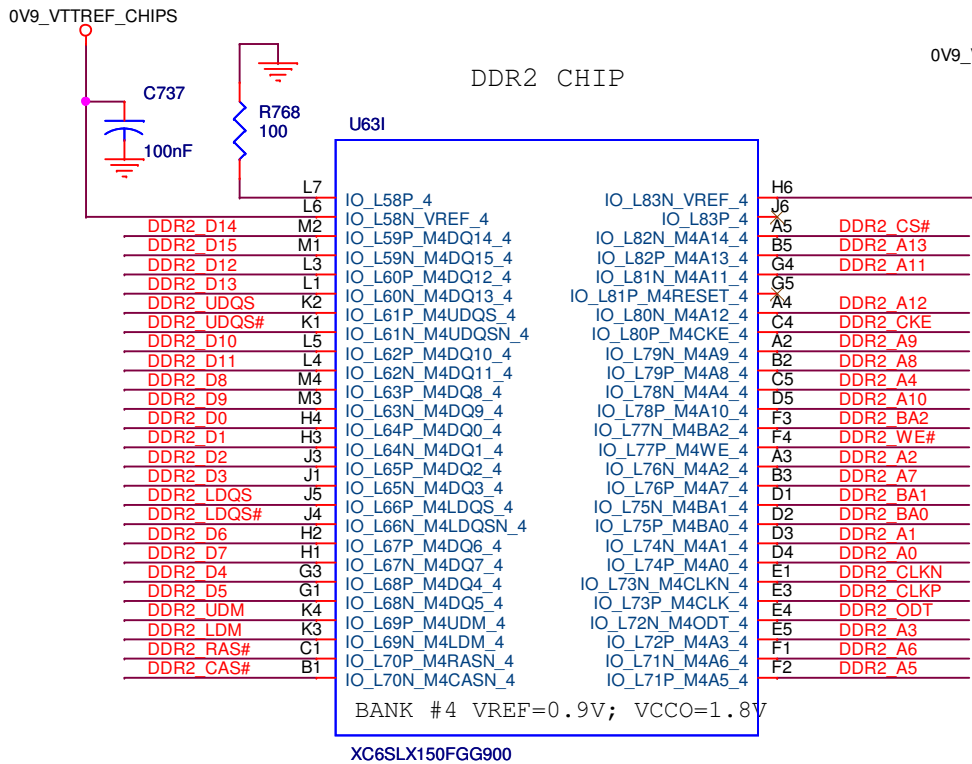 0V9_VTTREF_CHIPS
0V9_V
DDR2 CHIP
C737
100nF
R768
100
U63I
L7 IO_L58P_4 IO_L83N_VREF_4 H6
L6 IO_L58N_VREF_4 IO_L83P_4 J6
DDR2_D14 M2 IO_L59P_M4DQ14_4 IO_L82N_M4A14_4 A5 DDR2_CS#
DDR2_D15 M1 IO_L59N_M4DQ15_4 IO_L82P_M4A13_4 B5 DDR2_A13
DDR2_D12 L3 IO_L60P_M4DQ12_4 IO_L81N_M4A11_4 G4 DDR2_A11
DDR2_D13 L1 IO_L60N_M4DQ13_4 IO_L81P_M4RESET_4 G5
DDR2_UDQS K2 IO_L61P_M4UDQS_4 IO_L80N_M4A12_4 A4 DDR2_A12
DDR2_UDQS# K1 IO_L61N_M4UDQSN_4 IO_L80P_M4CKE_4 C4 DDR2_CKE
DDR2_D10 L5 IO_L62P_M4DQ10_4 IO_L79N_M4A9_4 A2 DDR2_A9
DDR2_D11 L4 IO_L62N_M4DQ11_4 IO_L79P_M4A8_4 B2 DDR2_A8
DDR2_D8 M4 IO_L63P_M4DQ8_4 IO_L78N_M4A4_4 C5 DDR2_A4
DDR2_D9 M3 IO_L63N_M4DQ9_4 IO_L78P_M4A10_4 D5 DDR2_A10
DDR2_D0 H4 IO_L64P_M4DQ0_4 IO_L77N_M4BA2_4 F3 DDR2_BA2
DDR2_D1 H3 IO_L64N_M4DQ1_4 IO_L77P_M4WE_4 F4 DDR2_WE#
DDR2_D2 J3 IO_L65P_M4DQ2_4 IO_L76N_M4A2_4 A3 DDR2_A2
DDR2_D3 J1 IO_L65N_M4DQ3_4 IO_L76P_M4A7_4 B3 DDR2_A7
DDR2_LDQS J5 IO_L66P_M4LDQS_4 IO_L75N_M4BA1_4 D1 DDR2_BA1
DDR2_LDQS# J4 IO_L66N_M4LDQSN_4 IO_L75P_M4BA0_4 D2 DDR2_BA0
DDR2_D6 H2 IO_L67P_M4DQ6_4 IO_L74N_M4A1_4 D3 DDR2_A1
DDR2_D7 H1 IO_L67N_M4DQ7_4 IO_L74P_M4A0_4 D4 DDR2_A0
DDR2_D4 G3 IO_L68P_M4DQ4_4 IO_L73N_M4CLKN_4 E1 DDR2_CLKN
DDR2_D5 G1 IO_L68N_M4DQ5_4 IO_L73P_M4CLK_4 E3 DDR2_CLKP
DDR2_UDM K4 IO_L69P_M4UDM_4 IO_L72N_M4ODT_4 E4 DDR2_ODT
DDR2_LDM K3 IO_L69N_M4LDM_4 IO_L72P_M4A3_4 E5 DDR2_A3
DDR2_RAS# C1 IO_L70P_M4RASN_4 IO_L71N_M4A6_4 F1 DDR2_A6
DDR2_CAS# B1 IO_L70N_M4CASN_4 IO_L71P_M4A5_4 F2 DDR2_A5
BANK #4 VREF=0.9V; VCCO=1.8V
XC6SLX150FGG900